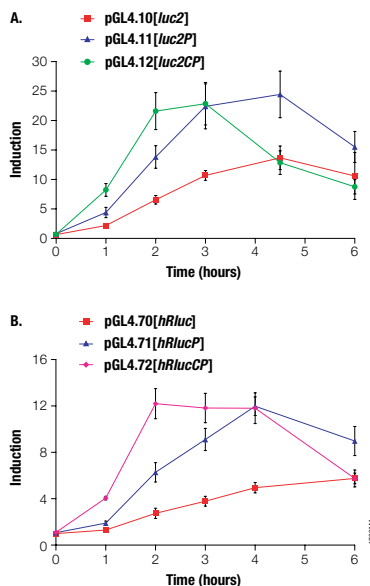 A.
pGL4.10[luc2]
pGL4.11[luc2P]
pGL4.12[luc2CP]
30
25
20
15
10
5
0
Induction
0 1 2 3 4 5 6
Time (hours)
B.
pGL4.70[hRluc]
pGL4.71[hRlucP]
pGL4.72[hRlucCP]
16
12
8
4
0
Induction
0 1 2 3 4 5 6
Time (hours)